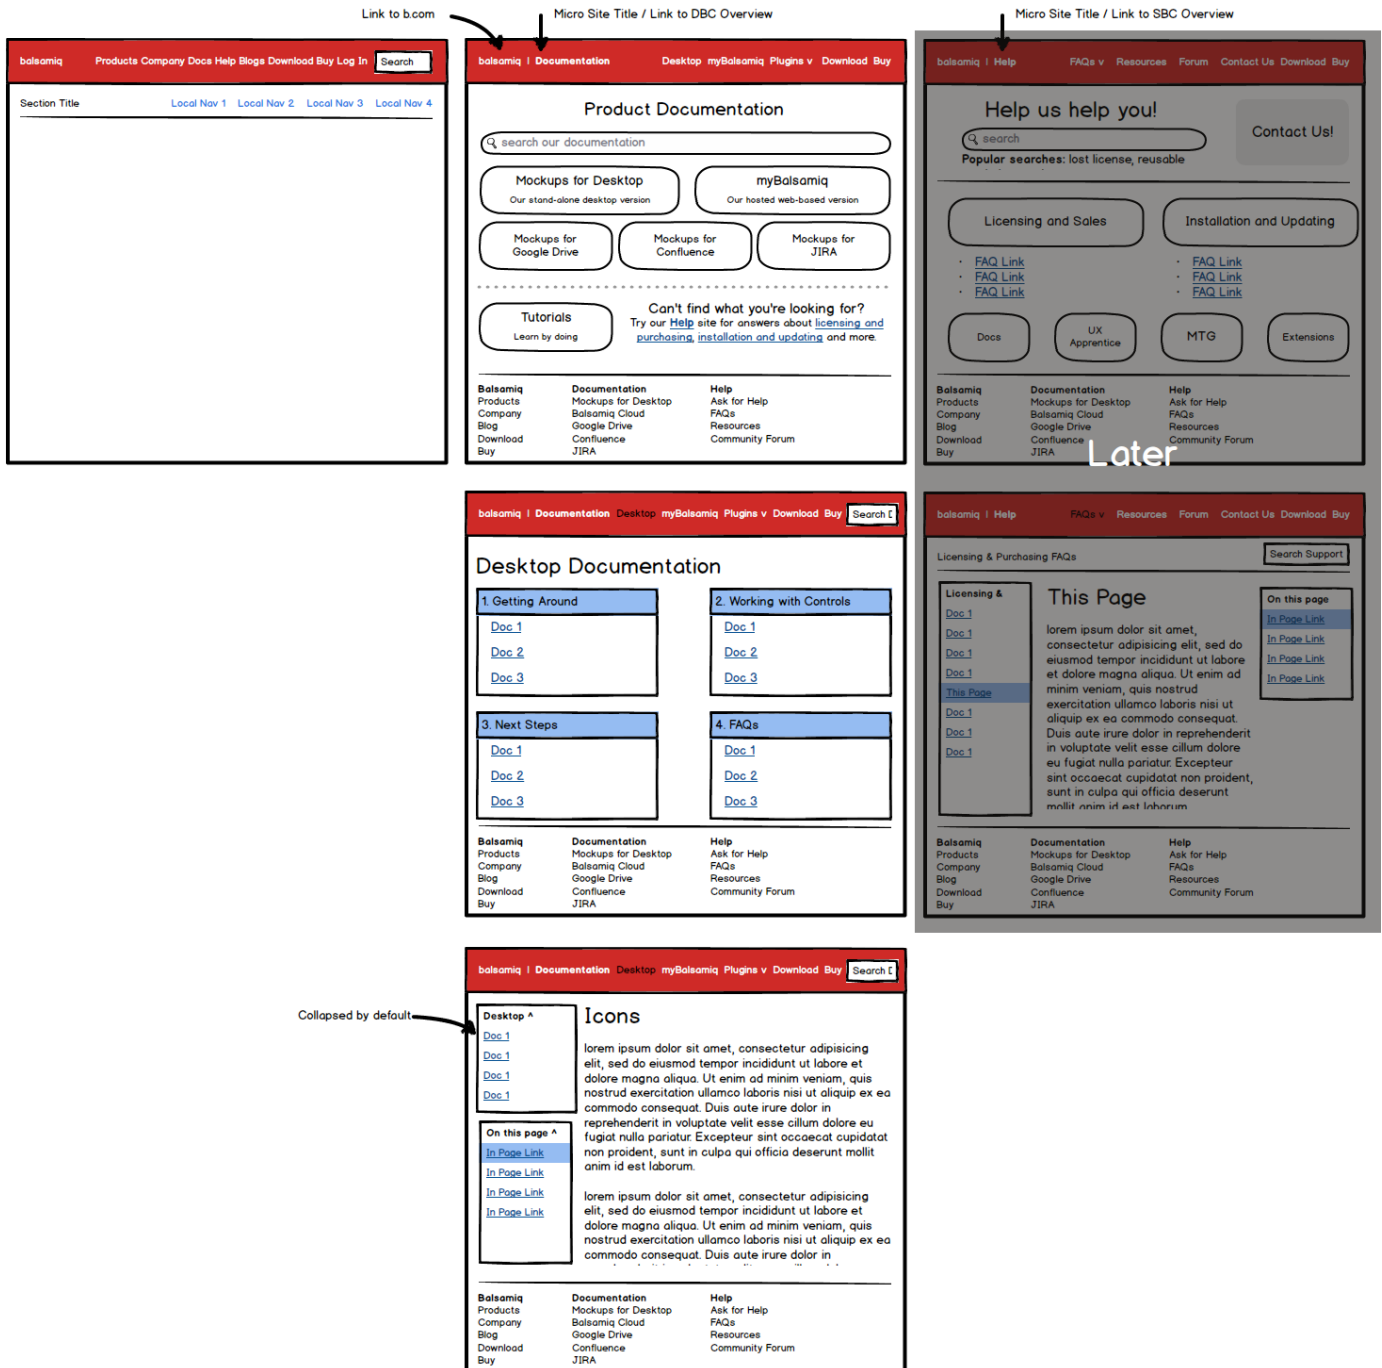 Link to b.com
Micro Site Title / Link to DBC Overview
Micro Site Title / Link to SBC Overview
balsamiq Products Company Docs Help Blogs Download Buy Log In Search
Section Title Local Nav 1 Local Nav 2 Local Nav 3 Local Nav 4
balsamiq | Documentation Desktop myBalsamiq Plugins v Download Buy
Product Documentation
search our documentation
Mockups for Desktop
Our stand-alone desktop version
myBalsamiq
Our hosted web-based version
Mockups for
Google Drive
Mockups for
Confluence
Mockups for
JIRA
Tutorials
Learn by doing
Can't find what you're looking for?
Try our Help site for answers about licensing and
purchasing, installation and updating and more.
Balsamiq Documentation Help
Products Mockups for Desktop Ask for Help
Company Balsamiq Cloud FAQs
Blog Google Drive Resources
Download Confluence Community Forum
Buy JIRA
balsamiq | Help FAQs v Resources Forum Contact Us Download Buy
Help us help you!
search
Popular searches: lost license, reusable
Contact Us!
Licensing and Sales
Installation and Updating
· FAQ Link
· FAQ Link
· FAQ Link
· FAQ Link
· FAQ Link
· FAQ Link
Docs
UX
Apprentice
MTG
Extensions
Balsamiq Documentation Help
Products Mockups for Desktop Ask for Help
Company Balsamiq Cloud FAQs
Blog Google Drive Resources
Download Confluence Community Forum
Buy JIRA
Later
balsamiq | Documentation Desktop myBalsamiq Plugins v Download Buy Search
Desktop Documentation
1. Getting Around
Doc 1
Doc 2
Doc 3
2. Working with Controls
Doc 1
Doc 2
Doc 3
3. Next Steps
Doc 1
Doc 2
Doc 3
4. FAQs
Doc 1
Doc 2
Doc 3
Balsamiq Documentation Help
Products Mockups for Desktop Ask for Help
Company Balsamiq Cloud FAQs
Blog Google Drive Resources
Download Confluence Community Forum
Buy JIRA
balsamiq | Help FAQs v Resources Forum Contact Us Download Buy
Licensing & Purchasing FAQs Search Support
Licensing &
Doc 1
Doc 1
Doc 1
Doc 1
This Page
Doc 1
Doc 1
Doc 1
This Page
lorem ipsum dolor sit amet,
consectetur adipisicing elit, sed do
eiusmod tempor incididunt ut labore
et dolore magna aliqua. Ut enim ad
minim veniam, quis nostrud
exercitation ullamco laboris nisi ut
aliquip ex ea commodo consequat.
Duis aute irure dolor in reprehenderit
in voluptate velit esse cillum dolore
eu fugiat nulla pariatur. Excepteur
sint occaecat cupidatat non proident,
sunt in culpa qui officia deserunt
mollit anim id est laborum
On this page
In Page Link
In Page Link
In Page Link
In Page Link
Balsamiq Documentation Help
Products Mockups for Desktop Ask for Help
Company Balsamiq Cloud FAQs
Blog Google Drive Resources
Download Confluence Community Forum
Buy JIRA
balsamiq | Documentation Desktop myBalsamiq Plugins v Download Buy Search
Collapsed by default
Desktop ^
Doc 1
Doc 1
Doc 1
Doc 1
On this page ^
In Page Link
In Page Link
In Page Link
In Page Link
Icons
lorem ipsum dolor sit amet, consectetur adipisicing
elit, sed do eiusmod tempor incididunt ut labore et
dolore magna aliqua. Ut enim ad minim veniam, quis
nostrud exercitation ullamco laboris nisi ut aliquip ex ea
commodo consequat. Duis aute irure dolor in
reprehenderit in voluptate velit esse cillum dolore eu
fugiat nulla pariatur. Excepteur sint occaecat cupidatat
non proident, sunt in culpa qui officia deserunt mollit
anim id est laborum.
lorem ipsum dolor sit amet, consectetur adipisicing
elit, sed do eiusmod tempor incididunt ut labore et
dolore magna aliqua. Ut enim ad minim veniam, quis
nostrud exercitation ullamco laboris nisi ut aliquip ex ea
commodo consequat. Duis aute irure dolor in
Balsamiq Documentation Help
Products Mockups for Desktop Ask for Help
Company Balsamiq Cloud FAQs
Blog Google Drive Resources
Download Confluence Community Forum
Buy JIRA